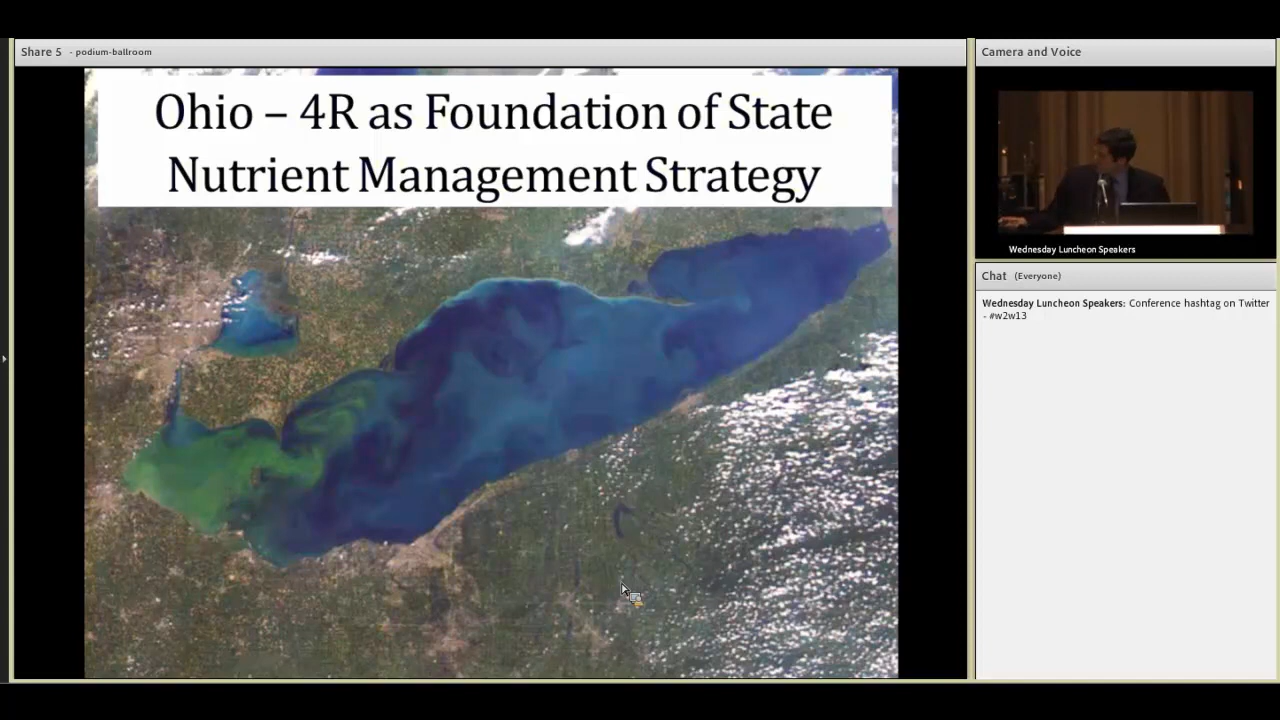 Share 5 - podium-ballroom
Ohio – 4R as Foundation of State
Nutrient Management Strategy
Camera and Voice
Wednesday Luncheon Speakers
Chat (Everyone)
Wednesday Luncheon Speakers: Conference hashtag on Twitter
- #w2w13